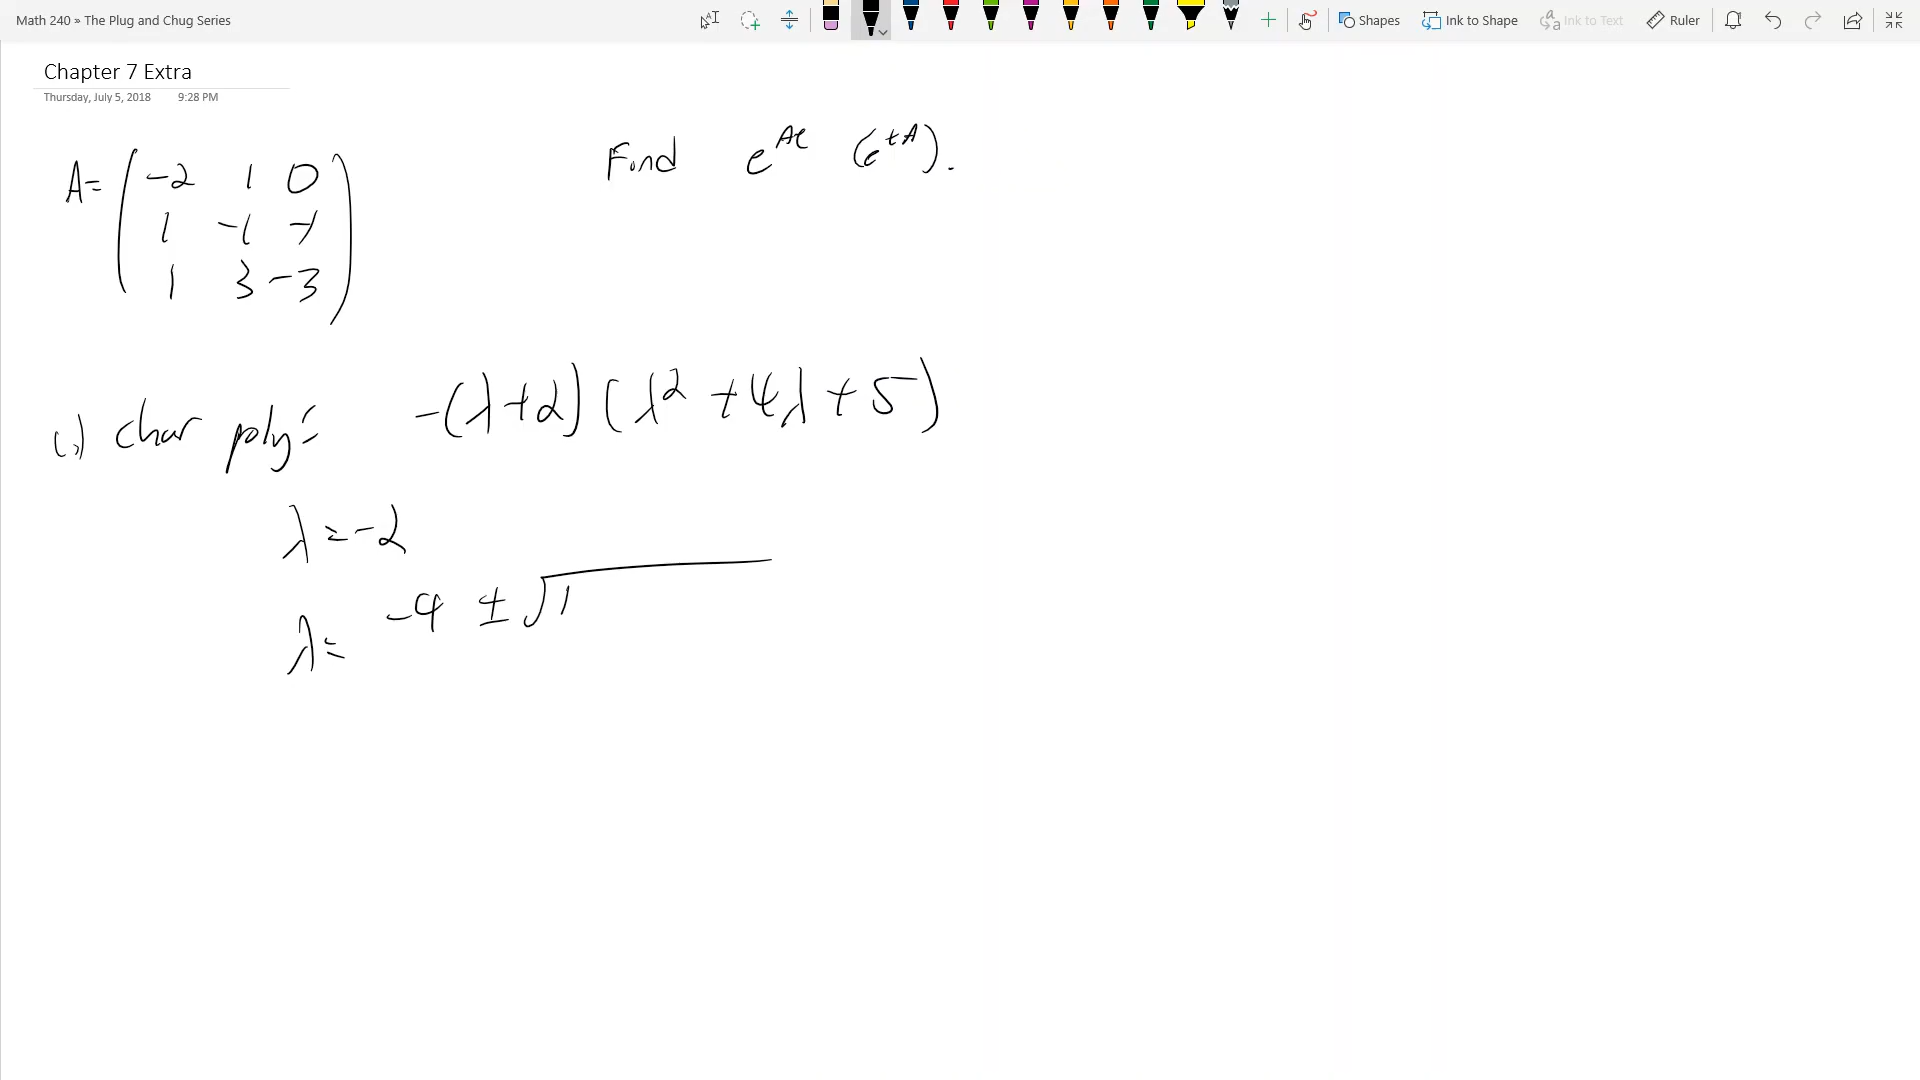 Math 240 » The Plug and Chug Series
Shapes
Ink to Shape
Ink to Text
Ruler
Chapter 7 Extra
Thursday, July 5, 2018 9:28 PM
Find e^{At} (e^{tA}).
A= (-2 1 0
1 -1 -1
1 3 -3)
(1) char poly = -(λ+2)(λ²+4λ+5)
λ=-2
λ= -4 ± √1